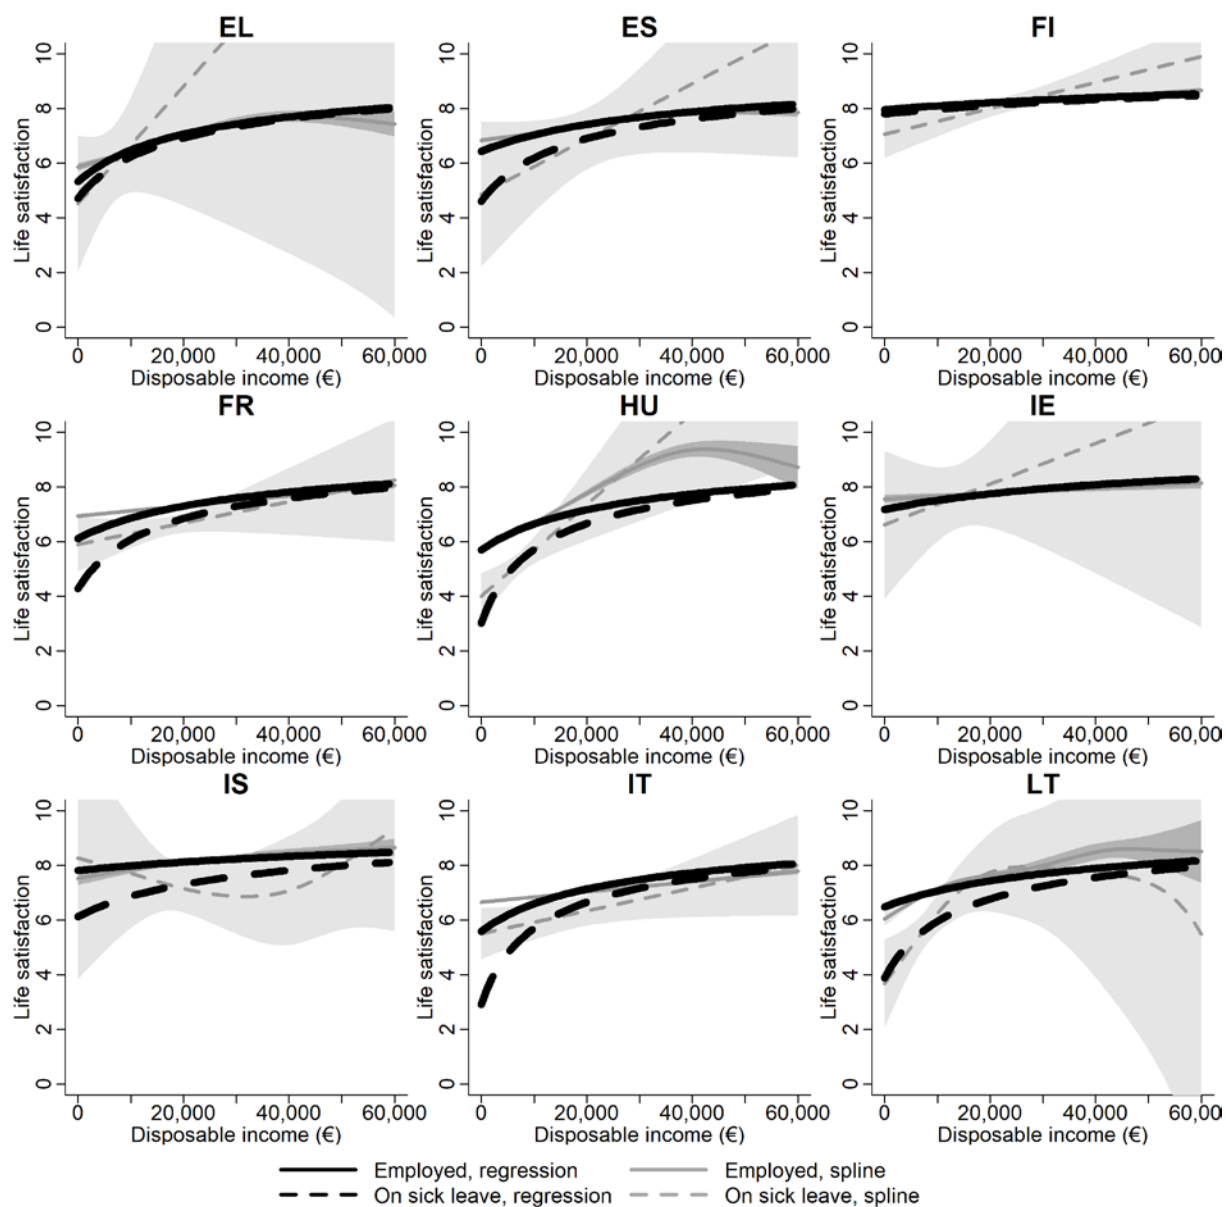 EL ES FI
Life satisfaction
0 2 4 6 8 10
0 20,000 40,000 60,000
Disposable income (€)
Life satisfaction
0 2 4 6 8 10
0 20,000 40,000 60,000
Disposable income (€)
Life satisfaction
0 2 4 6 8 10
0 20,000 40,000 60,000
Disposable income (€)
FR HU IE
Life satisfaction
0 2 4 6 8 10
0 20,000 40,000 60,000
Disposable income (€)
Life satisfaction
0 2 4 6 8 10
0 20,000 40,000 60,000
Disposable income (€)
Life satisfaction
0 2 4 6 8 10
0 20,000 40,000 60,000
Disposable income (€)
IS IT LT
Life satisfaction
0 2 4 6 8 10
0 20,000 40,000 60,000
Disposable income (€)
Life satisfaction
0 2 4 6 8 10
0 20,000 40,000 60,000
Disposable income (€)
Life satisfaction
0 2 4 6 8 10
0 20,000 40,000 60,000
Disposable income (€)
Employed, regression Employed, spline
On sick leave, regression On sick leave, spline